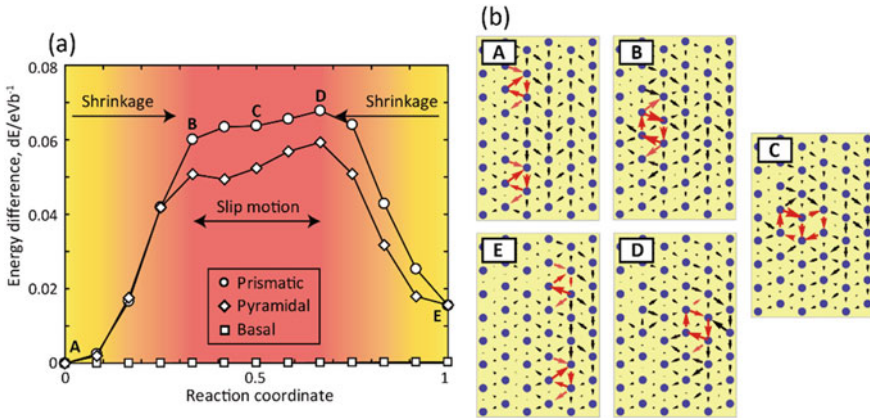 (a)
0.08
0.06
0.04
0.02
0
Energy difference, dE/eVb⁻¹
Shrinkage
Shrinkage
B
C
D
Slip motion
Prismatic
Pyramidal
Basal
A
E
0
0.5
1
Reaction coordinate
(b)
A
B
C
E
D